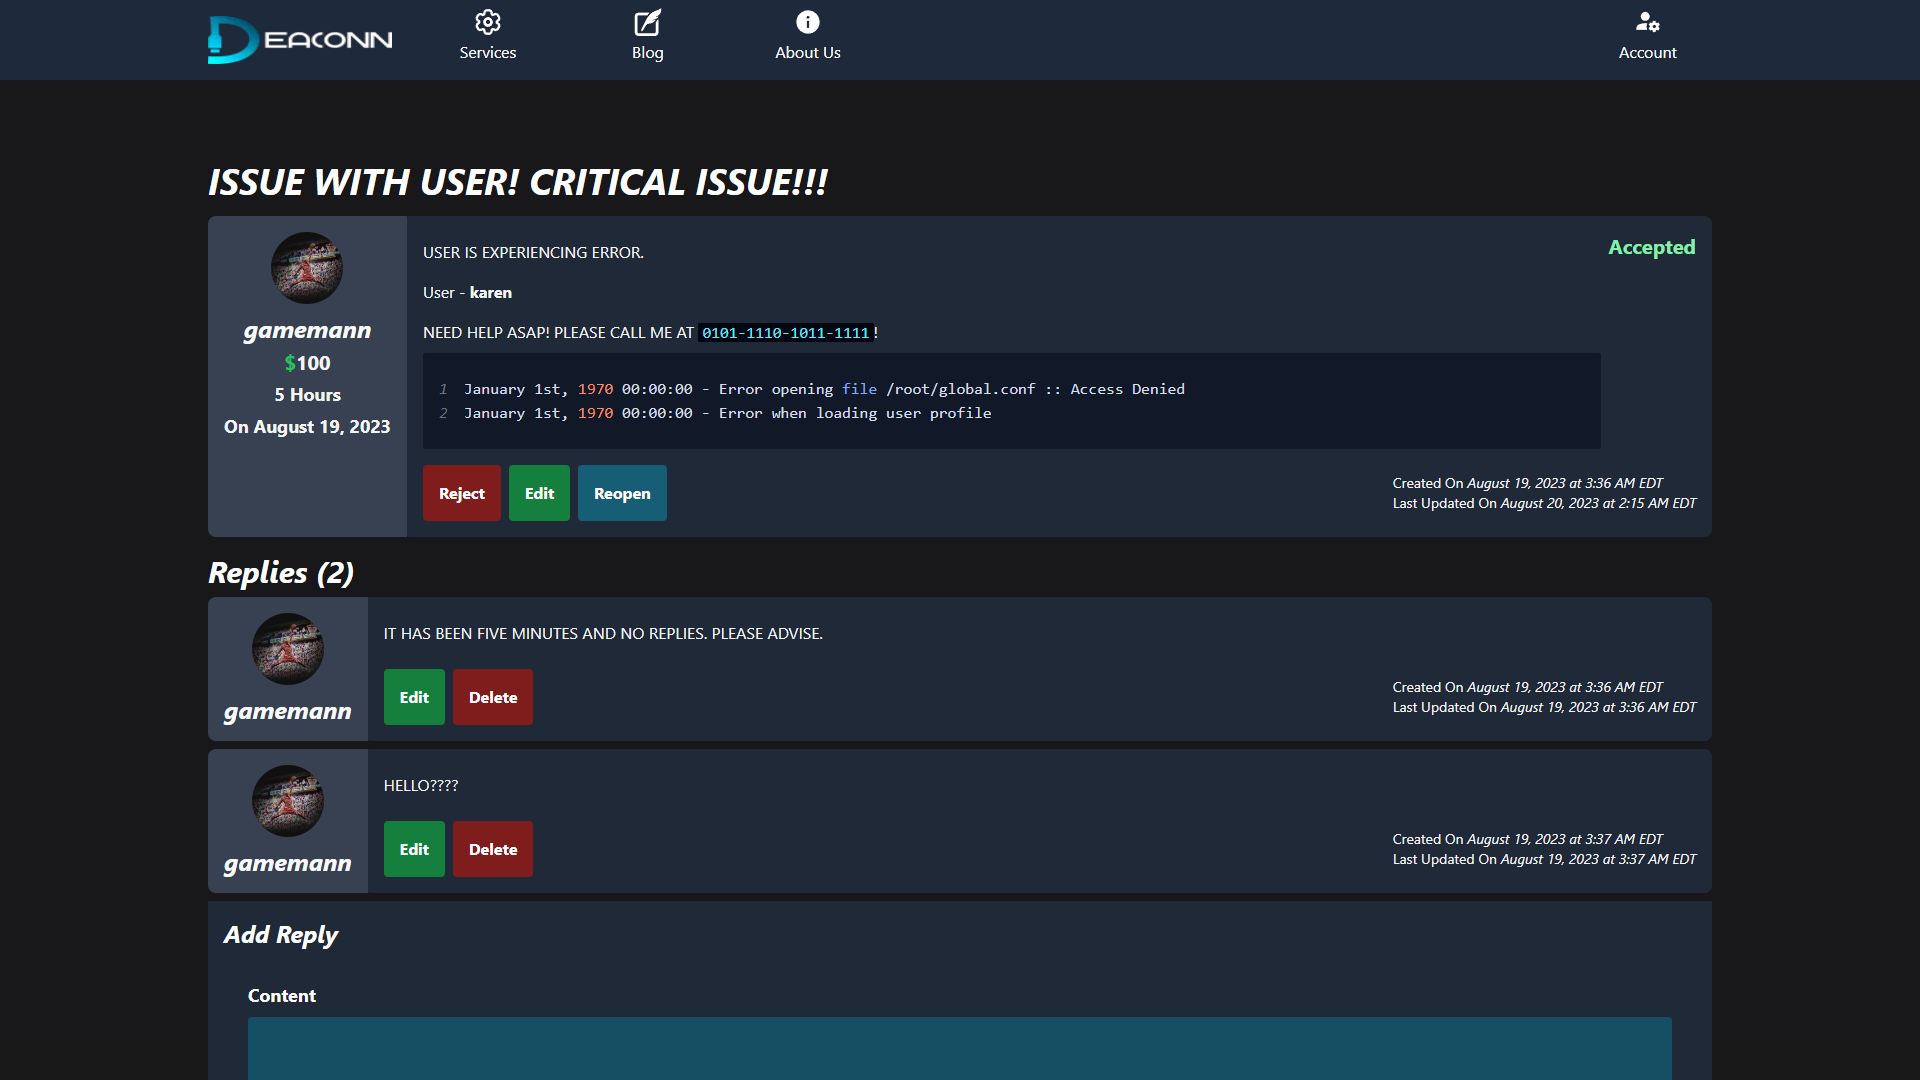 DEACONN
Services
Blog
About Us
Account
ISSUE WITH USER! CRITICAL ISSUE!!!
gamemann
$100
5 Hours
On August 19, 2023
USER IS EXPERIENCING ERROR.
Accepted
User - karen
NEED HELP ASAP! PLEASE CALL ME AT 0101-1110-1011-1111!
1 January 1st, 1970 00:00:00 - Error opening file /root/global.conf :: Access Denied
2 January 1st, 1970 00:00:00 - Error when loading user profile
Reject
Edit
Reopen
Created On August 19, 2023 at 3:36 AM EDT
Last Updated On August 20, 2023 at 2:15 AM EDT
Replies (2)
gamemann
IT HAS BEEN FIVE MINUTES AND NO REPLIES. PLEASE ADVISE.
Edit
Delete
Created On August 19, 2023 at 3:36 AM EDT
Last Updated On August 19, 2023 at 3:36 AM EDT
gamemann
HELLO????
Edit
Delete
Created On August 19, 2023 at 3:37 AM EDT
Last Updated On August 19, 2023 at 3:37 AM EDT
Add Reply
Content